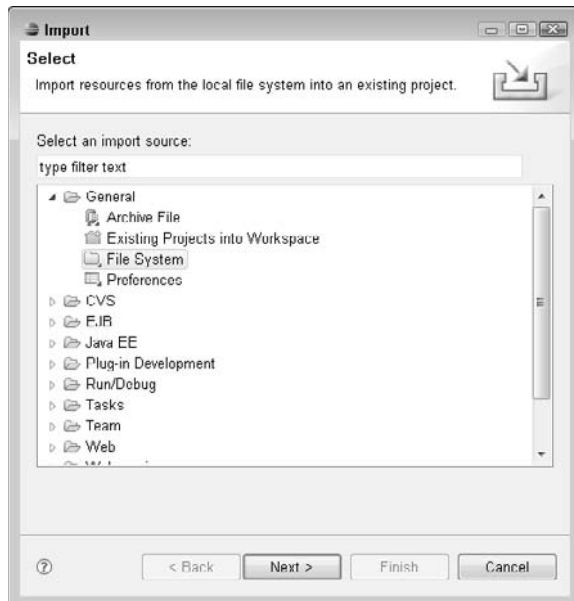 Import
Select
Import resources from the local file system into an existing project.
Select an import source:
type filter text
General
Archive File
Existing Projects into Workspace
File System
Preferences
CVS
EJB
Java EE
Plug-in Development
Run/Debug
Tasks
Team
Web
< Back Next > Finish Cancel